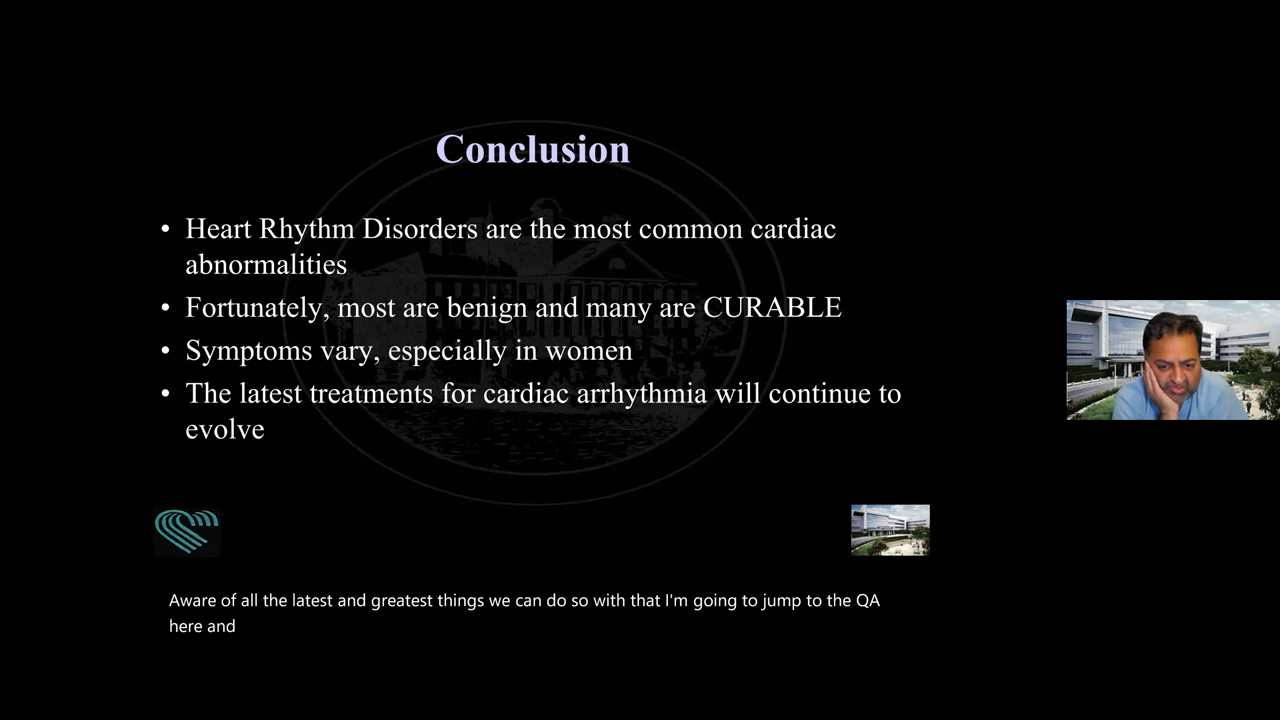 Conclusion
• Heart Rhythm Disorders are the most common cardiac
abnormalities
• Fortunately, most are benign and many are CURABLE
• Symptoms vary, especially in women
• The latest treatments for cardiac arrhythmia will continue to
evolve
Aware of all the latest and greatest things we can do so with that I'm going to jump to the QA
here and